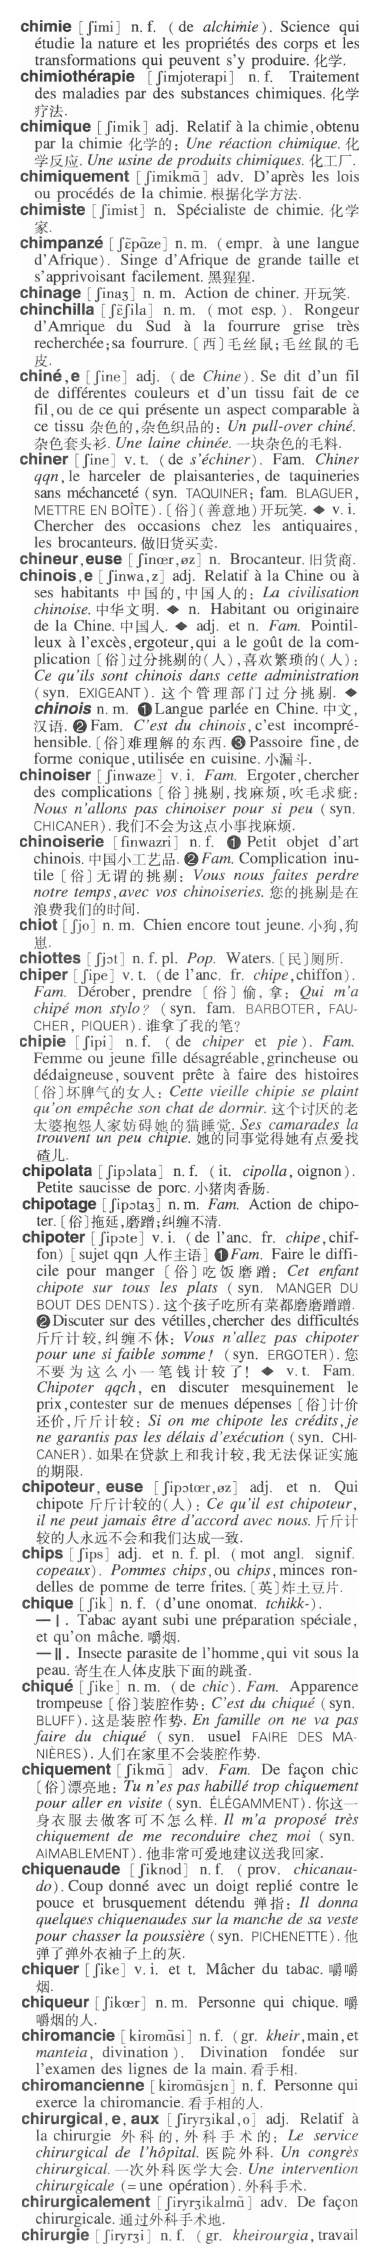 chimie [ʃimi] n. f. (de alchimie). Science qui
étudie la nature et les propriétés des corps et les
transformations qui peuvent s'y produire. 化学.
chimiothérapie [ʃimjoterapi] n. f. Traitement
des maladies par des substances chimiques. 化学
疗法.
chimique [ʃimik] adj. Relatif à la chimie, obtenu
par la chimie 化学的: Une réaction chimique. 化
学反应. Une usine de produits chimiques. 化工厂.
chimiquement [ʃimikmɑ̃] adv. D'après les lois
ou procédés de la chimie. 根据化学方法.
chimiste [ʃimist] n. Spécialiste de chimie. 化学
家.
chimpanzé [ʃɛ̃pɑ̃ze] n. m. (empr. à une langue
d'Afrique). Singe d'Afrique de grande taille et
s'apprivoisant facilement. 黑猩猩.
chinage [ʃinaʒ] n. m. Action de chiner. 开玩笑.
chinchilla [ʃɛ̃ʃila] n. m. (mot esp.). Rongeur
d'Amrique du Sud à la fourrure grise très
recherchée; sa fourrure. [西]毛丝鼠;毛丝鼠的毛
皮.
chiné, e [ʃine] adj. (de Chine). Se dit d'un fil
de différentes couleurs et d'un tissu fait de ce
fil, ou de ce qui présente un aspect comparable à
ce tissu 杂色的,杂色织品的: Un pull-over chiné.
杂色套头衫. Une laine chinée. 一块杂色的毛料.
chiner [ʃine] v. t. (de s'échiner). Fam. Chiner
qqn, le harceler de plaisanteries, de taquineries
sans méchanceté (syn. TAQUINER; fam. BLAGUER,
METTRE EN BOÎTE). [俗](善意地)开玩笑. ◆ v. i.
Chercher des occasions chez les antiquaires,
les brocanteurs. 做旧货买卖.
chineur, euse [ʃinœr, øz] n. Brocanteur. 旧货商.
chinois, e [ʃinwa, z] adj. Relatif à la Chine ou à
ses habitants 中国的,中国人的: La civilisation
chinoise. 中华文明. ◆ n. Habitant ou originaire
de la Chine. 中国人. ◆ adj. et n. Fam. Pointil-
leux à l'excès, ergoteur, qui a le goût de la com-
plication [俗]过分挑剔的(人),喜欢繁琐的(人):
Ce qu'ils sont chinois dans cette administration
(syn. EXIGEANT). 这个管理部门过分挑剔. ◆
chinois n. m. ❶ Langue parlée en Chine. 中文,
汉语. ❷ Fam. C'est du chinois, c'est incompré-
hensible. [俗]难理解的东西. ❸ Passoire fine, de
forme conique, utilisée en cuisine. 小漏斗.
chinoiser [ʃinwaze] v. i. Fam. Ergoter, chercher
des complications [俗]挑剔,找麻烦,吹毛求疵:
Nous n'allons pas chinoiser pour si peu (syn.
CHICANER). 我们不会为这点小事找麻烦.
chinoiserie [finwazri] n. f. ❶ Petit objet d'art
chinois. 中国小工艺品. ❷ Fam. Complication inu-
tile [俗]无谓的挑剔: Vous nous faites perdre
notre temps, avec vos chinoiseries. 您的挑剔是在
浪费我们的时间.
chiot [ʃjo] n. m. Chien encore tout jeune. 小狗,狗
崽.
chiottes [ʃjɔt] n. f. pl. Pop. Waters. [民]厕所.
chiper [ʃipe] v. t. (de l'anc. fr. chipe, chiffon).
Fam. Dérober, prendre [俗]偷,拿: Qui m'a
chipé mon stylo? (syn. fam. BARBOTER, FAU-
CHER, PIQUER). 谁拿了我的笔?
chipie [ʃipi] n. f. (de chiper et pie). Fam.
Femme ou jeune fille désagréable, grincheuse ou
dédaigneuse, souvent prête à faire des histoires
[俗]坏脾气的女人: Cette vieille chipie se plaint
qu'on empêche son chat de dormir. 这个讨厌的老
太婆抱怨人家妨碍她的猫睡觉. Ses camarades la
trouvent un peu chipie. 她的同事觉得她有点爱找
碴儿.
chipolata [ʃipɔlata] n. f. (it. cipolla, oignon).
Petite saucisse de porc. 小猪肉香肠.
chipotage [ʃipɔtaʒ] n. m. Fam. Action de chipo-
ter. [俗]拖延,磨蹭;纠缠不清.
chipoter [ʃipɔte] v. i. (de l'anc. fr. chipe, chif-
fon) [sujet qqn 人作主语] ❶ Fam. Faire le diffi-
cile pour manger [俗]吃饭磨蹭: Cet enfant
chipote sur tous les plats (syn. MANGER DU
BOUT DES DENTS). 这个孩子吃所有菜都磨磨蹭蹭.
❷ Discuter sur des vétilles, chercher des difficultés
斤斤计较,纠缠不休: Vous n'allez pas chipoter
pour une si faible somme! (syn. ERGOTER). 您
不要为这么小一笔钱计较了! ◆ v. t. Fam.
Chipoter qqch, en discuter mesquinement le
prix, contester sur de menues dépenses [俗]计价
还价,斤斤计较: Si on me chipote les crédits, je
ne garantis pas les délais d'exécution (syn. CHI-
CANER). 如果在贷款上和我计较,我无法保证实施
的期限.
chipoteur, euse [ʃipɔtœr, øz] adj. et n. Qui
chipote 斤斤计较的(人): Ce qu'il est chipoteur,
il ne peut jamais être d'accord avec nous. 斤斤计
较的人永远不会和我们达成一致.
chips [ʃips] adj. et n. f. pl. (mot angl. signif.
copeaux). Pommes chips, ou chips, minces ron-
delles de pomme de terre frites. [英]炸土豆片.
chique [ʃik] n. f. (d'une onomat. tchikk-).
— I. Tabac ayant subi une préparation spéciale,
et qu'on mâche. 嚼烟.
— II. Insecte parasite de l'homme, qui vit sous la
peau. 寄生在人体皮肤下面的跳蚤.
chiqué [ʃike] n. m. (de chic). Fam. Apparence
trompeuse [俗]装腔作势: C'est du chiqué (syn.
BLUFF). 这是装腔作势. En famille on ne va pas
faire du chiqué (syn. usuel FAIRE DES MA-
NIÈRES). 人们在家里不会装腔作势.
chiquement [ʃikmɑ̃] adv. Fam. De façon chic
[俗]漂亮地: Tu n'es pas habillé trop chiquement
pour aller en visite (syn. ÉLÉGAMMENT). 你这一
身衣服去做客可不怎么样. Il m'a proposé très
chiquement de me reconduire chez moi (syn.
AIMABLEMENT). 他非常可爱地建议送我回家.
chiquenaude [ʃiknod] n. f. (prov. chicanau-
do). Coup donné avec un doigt replié contre le
pouce et brusquement détendu 弹指: Il donna
quelques chiquenaudes sur la manche de sa veste
pour chasser la poussière (syn. PICHENETTE). 他
弹了弹外衣袖子上的灰.
chiquer [ʃike] v. i. et t. Mâcher du tabac. 嚼嚼
烟.
chiqueur [ʃikœr] n. m. Personne qui chique. 嚼
嚼烟的人.
chiromancie [kiromɑ̃si] n. f. (gr. kheir, main, et
manteia, divination). Divination fondée sur
l'examen des lignes de la main. 看手相.
chiromancienne [kiromɑ̃sjɛn] n. f. Personne qui
exerce la chiromancie. 看手相的人.
chirurgical, e, aux [ʃiryrʒikal, o] adj. Relatif à
la chirurgie 外科的,外科手术的: Le service
chirurgical de l'hôpital. 医院外科. Un congrès
chirurgical. 一次外科医学大会. Une intervention
chirurgicale (= une opération). 外科手术.
chirurgicalement [ʃiryrʒikalmɑ̃] adv. De façon
chirurgicale. 通过外科手术地.
chirurgie [ʃiryrʒi] n. f. (gr. kheirourgia, travail